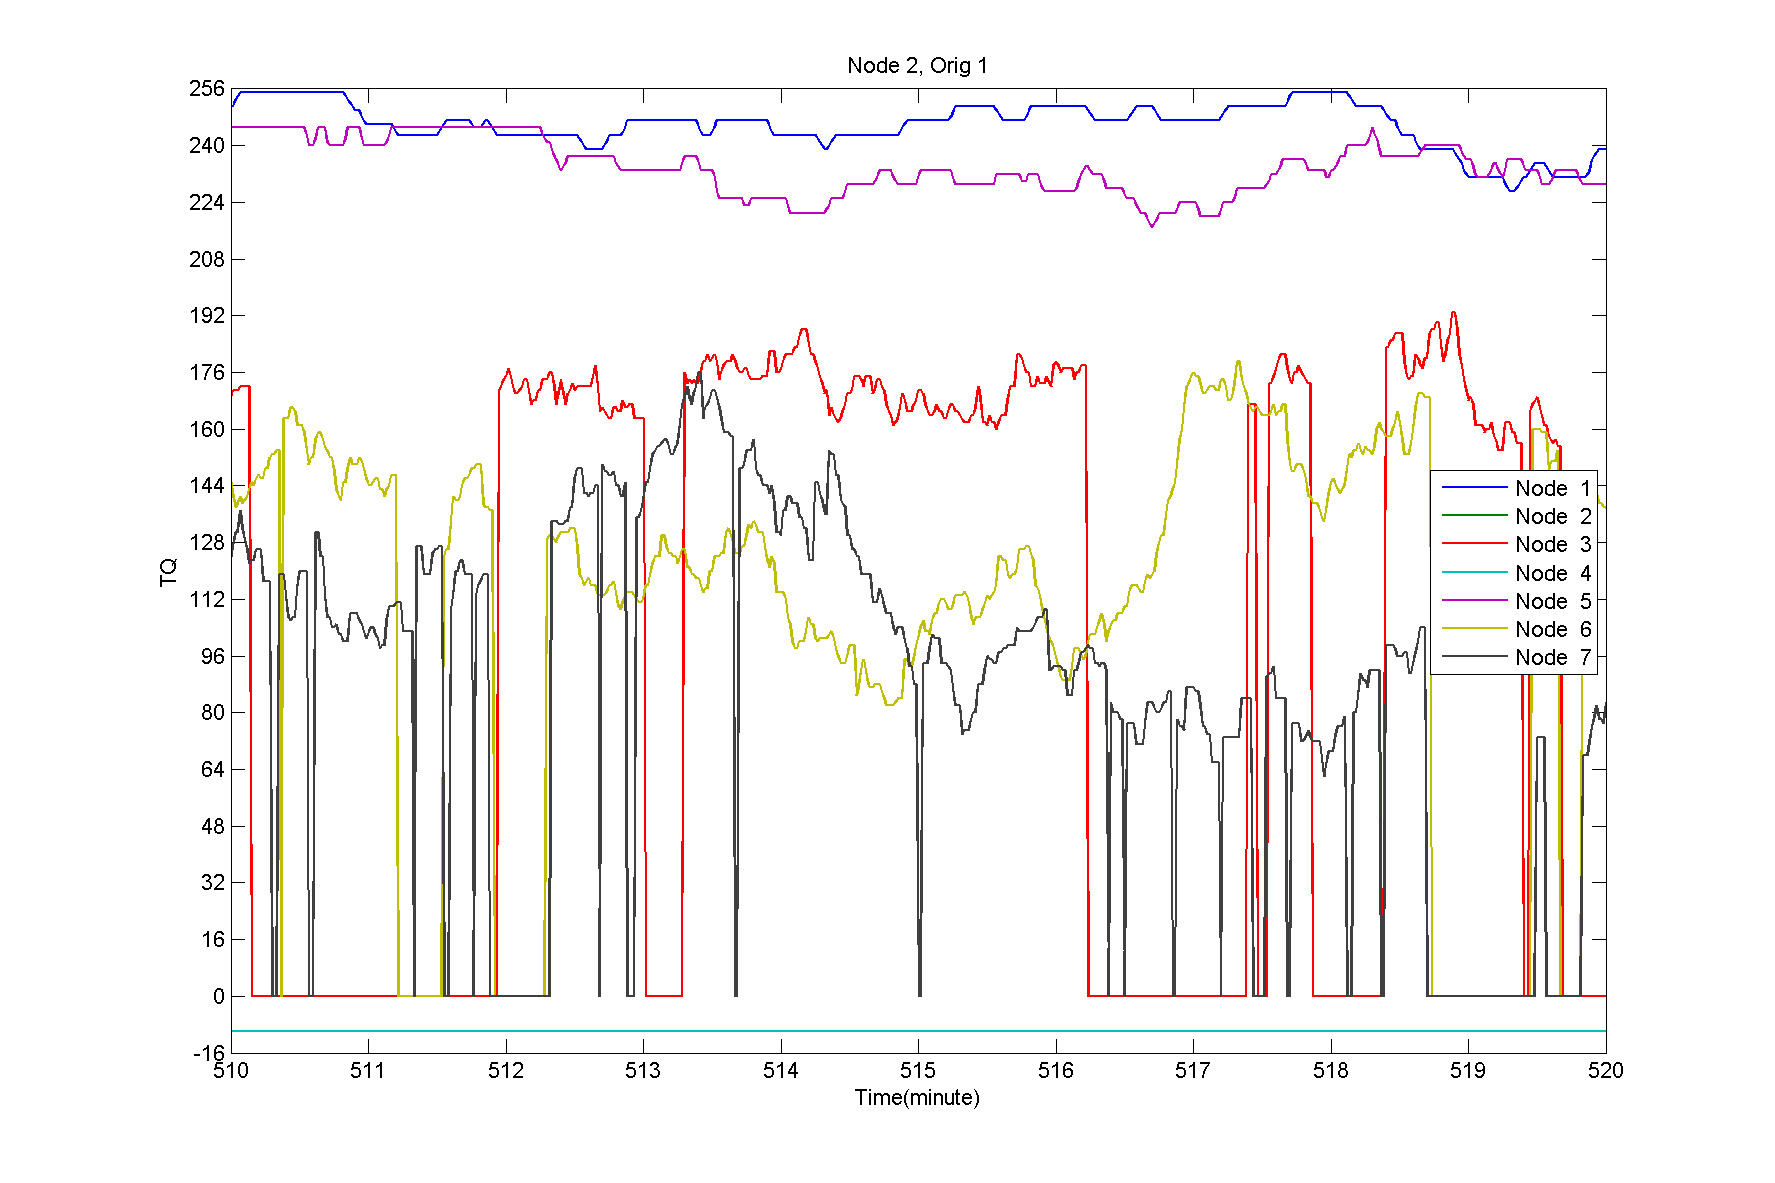 Node 2, Orig 1
256
240
224
208
192
176
160
144
128
112
96
80
64
48
32
16
0
-16
TQ
Node 1
Node 2
Node 3
Node 4
Node 5
Node 6
Node 7
510 511 512 513 514 515 516 517 518 519 520
Time(minute)